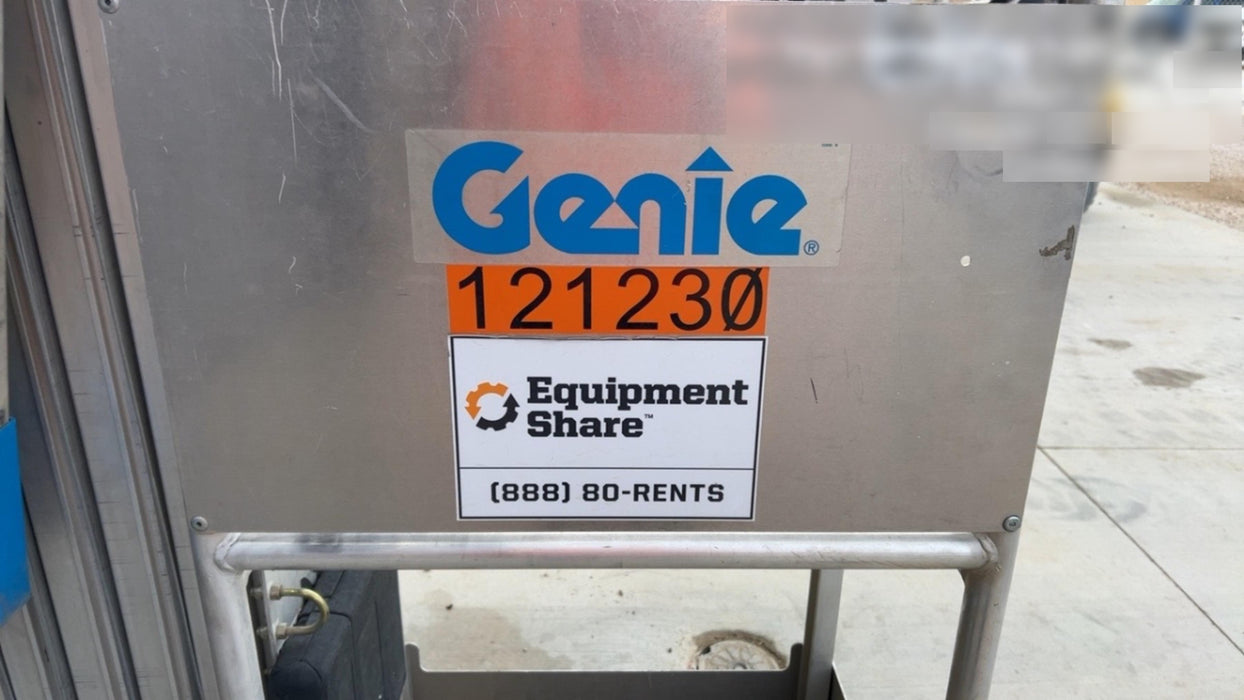 Genie®
121230
Equipment
Share™
(888) 80-RENTS